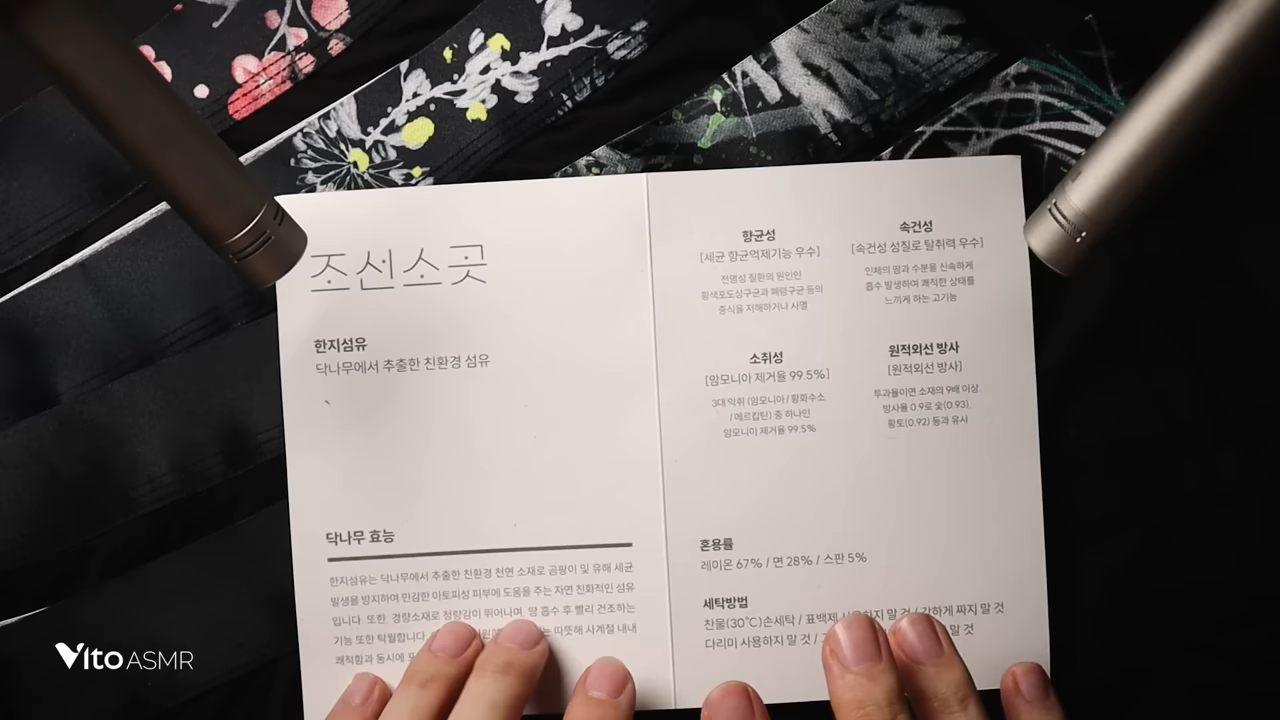 조선소곳
한지섬유
닥나무에서 추출한 친환경 섬유
닥나무 효능
한지섬유는 닥나무에서 추출한 친환경 천연 소재로 곰팡이 및 유해 세균
발생을 방지하여 민감한 아토피성 피부에 도움을 주는 자연 친화적인 섬유
입니다. 또한, 경량소재로 청량감이 뛰어나며, 땀 흡수 후 빨리 건조하는
기능 또한 탁월합니다. 따뜻해 사계절 내내
쾌적함과 동시에
항균성
[세균 항균억제기능 우수]
전염성 질환의 원인인
황색포도상구균과 폐렴구균 등의
증식을 저해하거나 사멸
속건성
[속건성 성질로 탈취력 우수]
인체의 땀과 수분을 신속하게
흡수 발생하여 쾌적한 상태를
느끼게 하는 고기능
소취성
[암모니아 제거율 99.5%]
3대 악취 (암모니아 / 황화수소
/ 메르캅탄) 중 하나인
암모니아 제거율 99.5%
원적외선 방사
[원적외선 방사]
투과율이면 소재의 9배 이상
방사율 0.9로 숯(0.93),
황토(0.92) 등과 유사
혼용률
레이온 67% / 면 28% / 스판 5%
세탁방법
찬물(30℃)손세탁 / 표백제 사용하지 말 것 / 강하게 짜지 말 것
다리미 사용하지 말 것 / 말 것
Vito ASMR